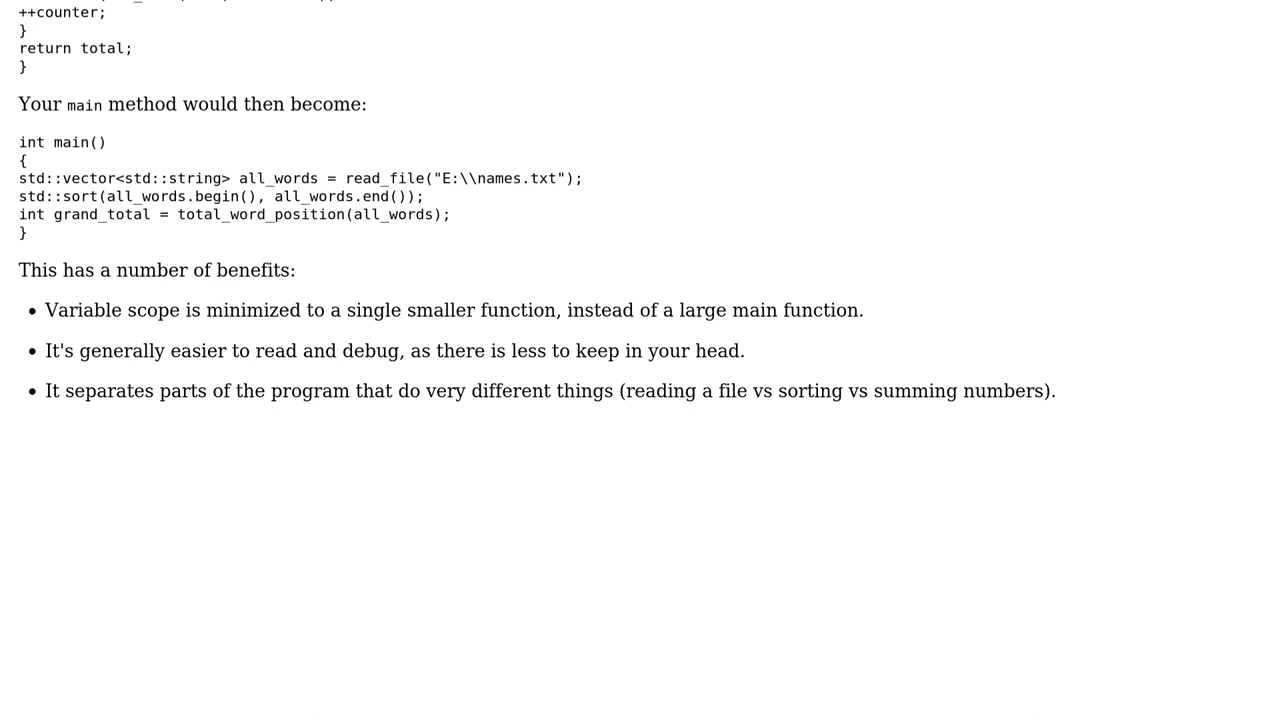 ++counter;
}
return total;
}
Your main method would then become:
int main()
{
std::vector<std::string> all_words = read_file("E:\\names.txt");
std::sort(all_words.begin(), all_words.end());
int grand_total = total_word_position(all_words);
}
This has a number of benefits:
• Variable scope is minimized to a single smaller function, instead of a large main function.
• It's generally easier to read and debug, as there is less to keep in your head.
• It separates parts of the program that do very different things (reading a file vs sorting vs summing numbers).